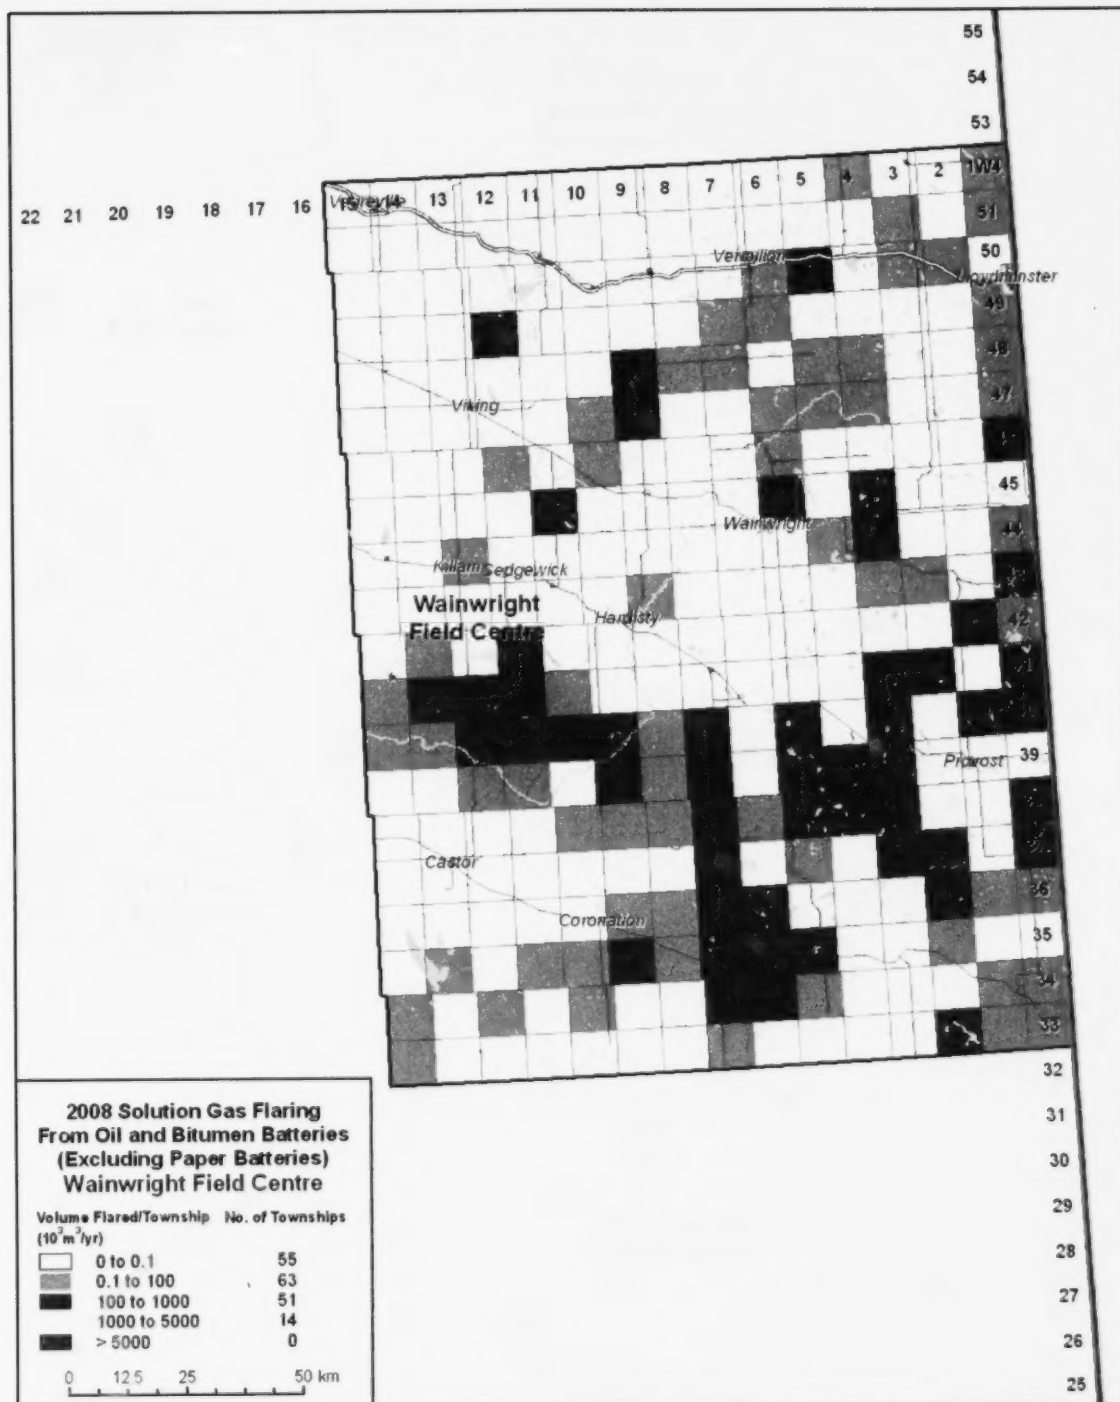 55
54
53
22 21 20 19 18 17 16 15 14 13 12 11 10 9 8 7 6 5 4 3 2 1W4
51
50
Vermilion
Lloydminster
49
48
47
Viking
45
Wainwright
44
Killam Sedgewick
Wainwright
Field Centre
Hardisty
42
39
Provost
Castor
36
Coronation
35
34
33
32
31
30
29
28
27
26
25
2008 Solution Gas Flaring
From Oil and Bitumen Batteries
(Excluding Paper Batteries)
Wainwright Field Centre
Volume Flared/Township No. of Townships
(10³m³/yr)
0 to 0.1 55
0.1 to 100 63
100 to 1000 51
1000 to 5000 14
> 5000 0
0 12.5 25 50 km